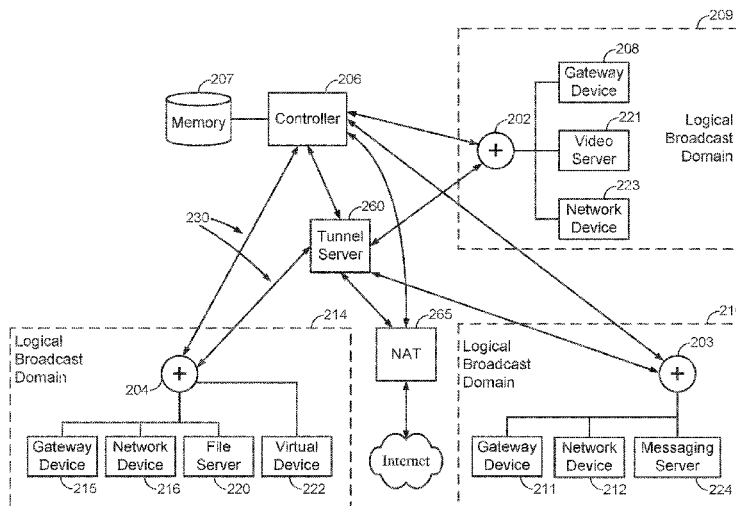 209
208
Gateway
Device
207
206
202
221
Memory
Controller
+
Video
Server
Logical
Broadcast
Domain
223
Network
Device
260
230
Tunnel
Server
214
265
Logical
Broadcast
Domain
NAT
203
Logical
Broadcast
Domain
+
204
+
Gateway
Device
Network
Device
File
Server
Virtual
Device
Internet
Gateway
Device
Network
Device
Messaging
Server
215
216
220
222
211
212
224